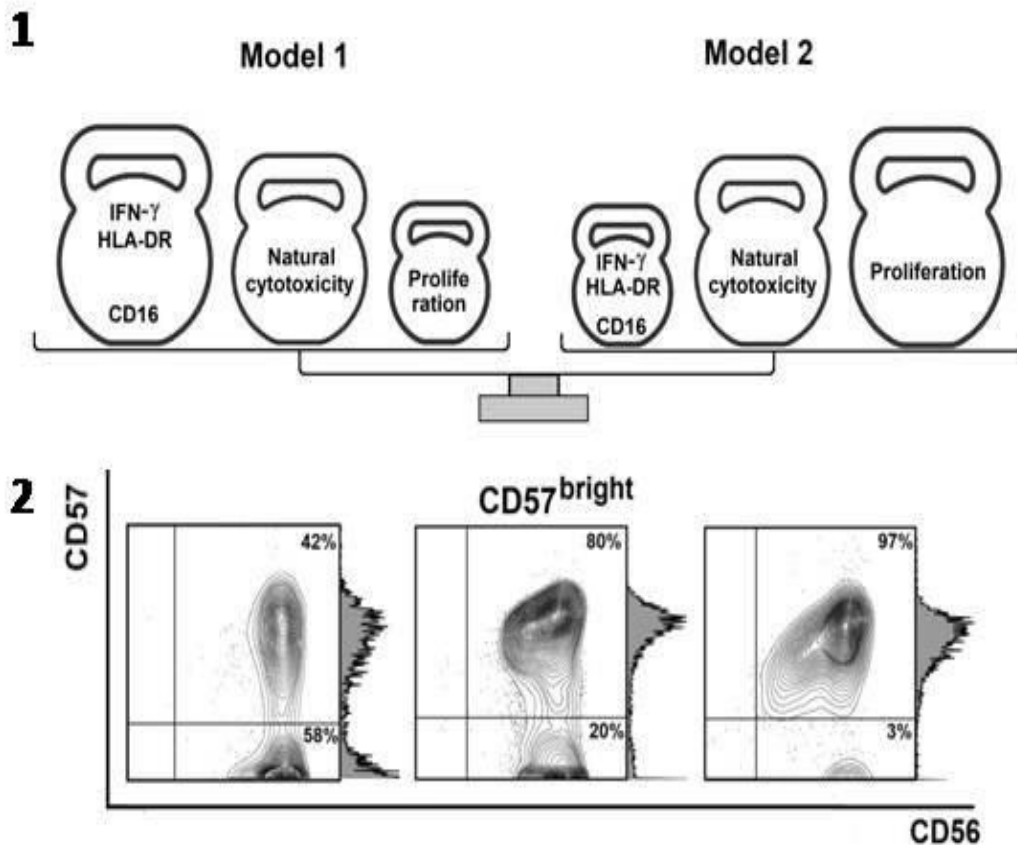 1
Model 1
Model 2
IFN-γ
HLA-DR
CD16
Natural
cytotoxicity
Prolife
ration
IFN-γ
HLA-DR
CD16
Natural
cytotoxicity
Proliferation
2
CD57
CD57bright
42%
58%
80%
20%
97%
3%
CD56